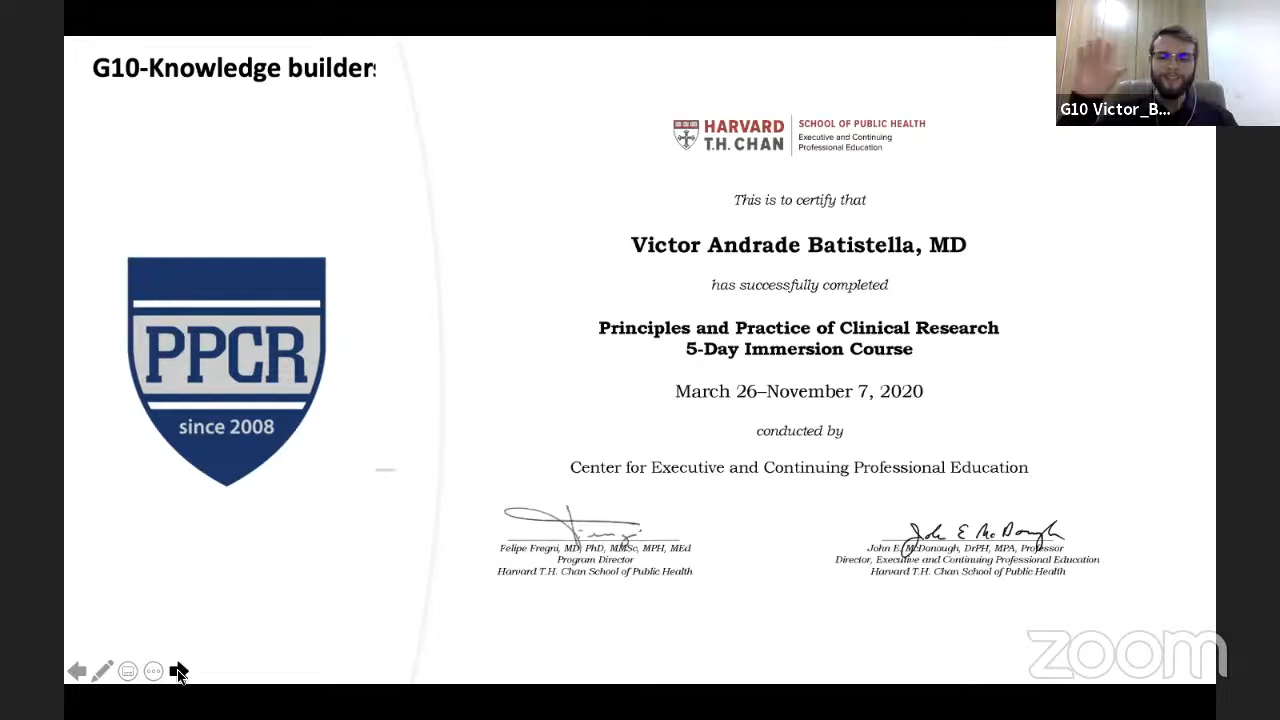 G10-Knowledge builders
G10 Victor_B...
HARVARD
T.H. CHAN
SCHOOL OF PUBLIC HEALTH
Executive and Continuing
Professional Education
This is to certify that
Victor Andrade Batistella, MD
has successfully completed
Principles and Practice of Clinical Research
5-Day Immersion Course
March 26–November 7, 2020
conducted by
Center for Executive and Continuing Professional Education
PPCR
since 2008
Felipe Fregni, MD, PhD, MMSc, MPH, MEd
Program Director
Harvard T.H. Chan School of Public Health
John E McDonough
John E. McDonough, DrPH, MPA, Professor
Director, Executive and Continuing Professional Education
Harvard T.H. Chan School of Public Health
zoom